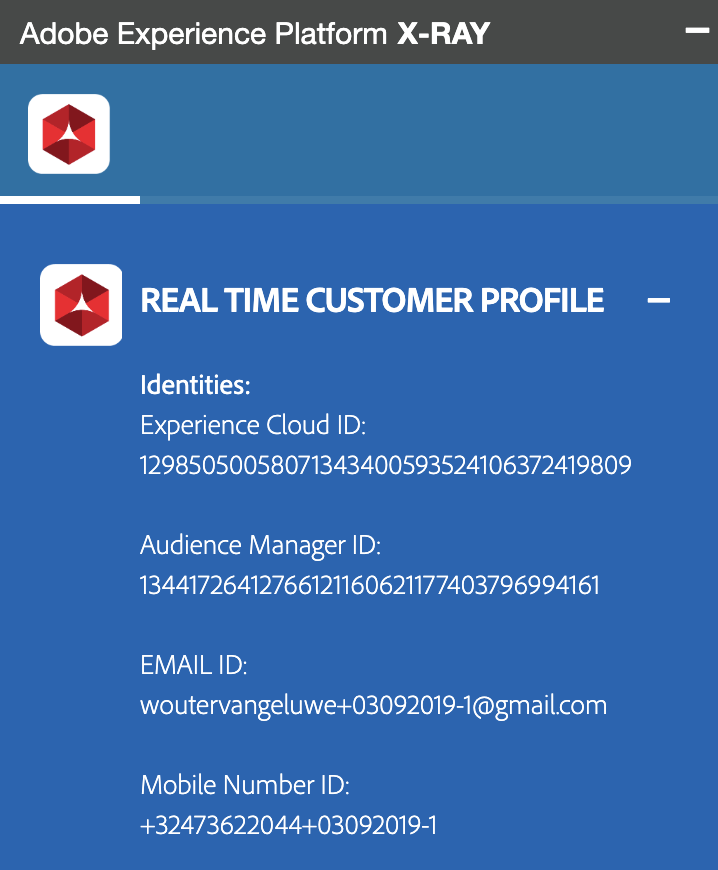 Adobe Experience Platform X-RAY
REAL TIME CUSTOMER PROFILE
Identities:
Experience Cloud ID:
12985050058071343400593524106372419809
Audience Manager ID:
13441726412766121160621177403796994161
EMAIL ID:
woutervangeluwe+03092019-1@gmail.com
Mobile Number ID:
+32473622044+03092019-1